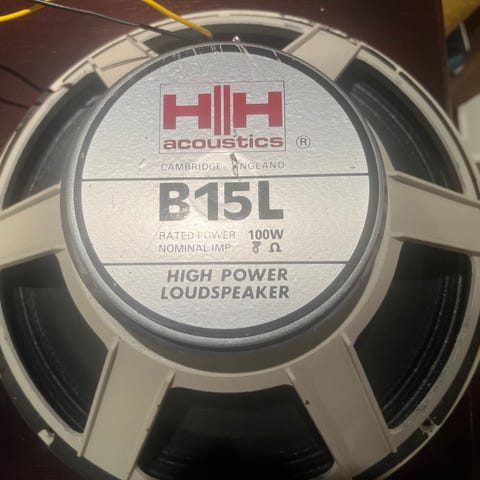 HH
acoustics ®
CAMBRIDGE ENGLAND
B15L
RATED POWER 100W
NOMINAL IMP. 8 Ω
HIGH POWER
LOUDSPEAKER